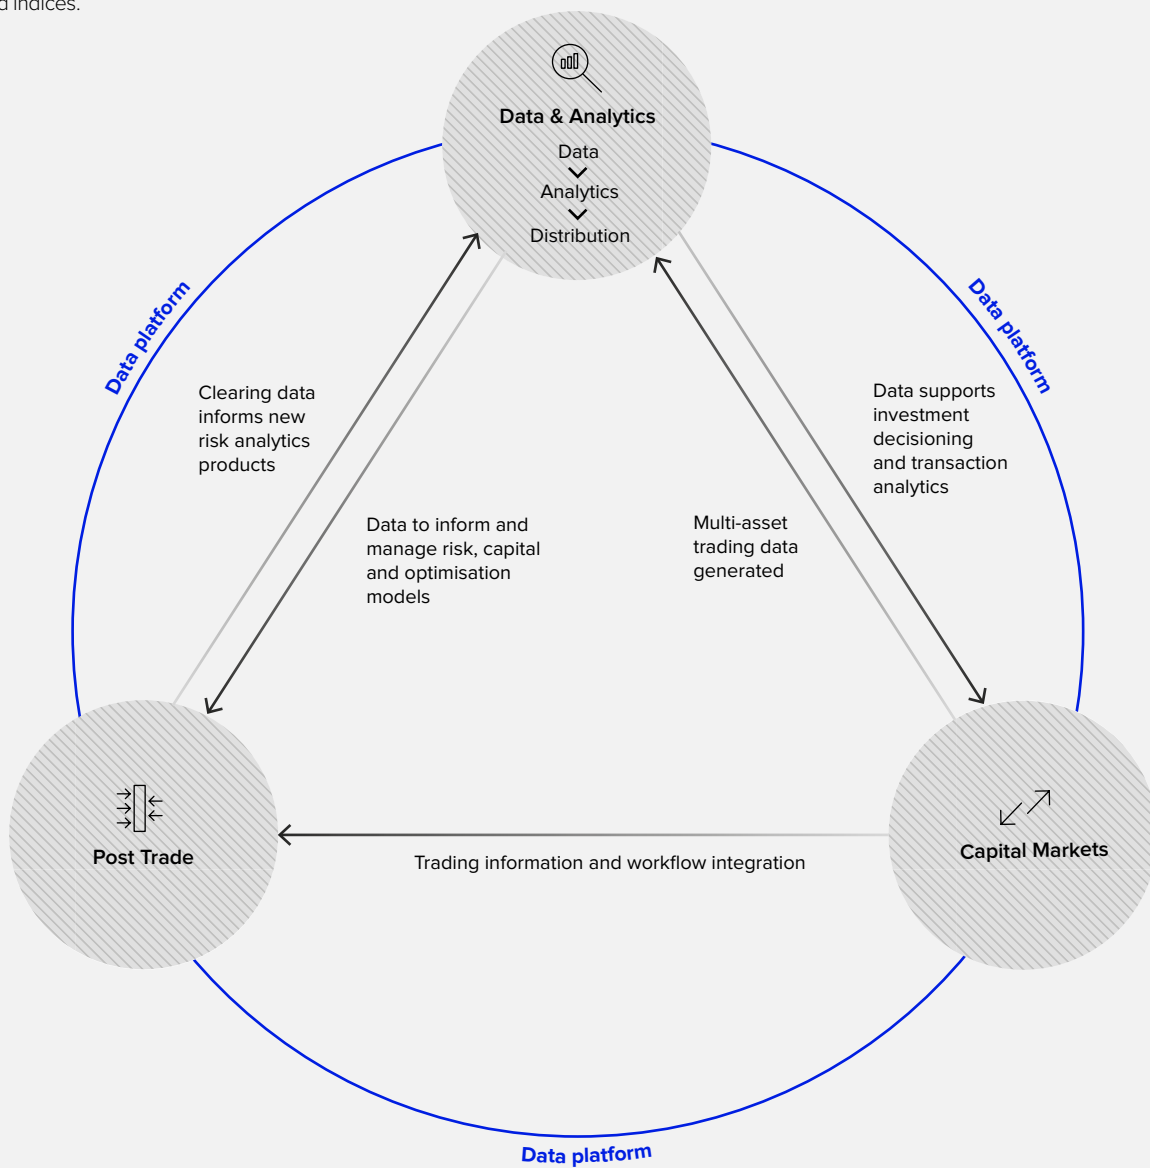 indices.
Data & Analytics
Data
Analytics
Distribution
Data platform
Data platform
Clearing data
informs new
risk analytics
products
Data supports
investment
decisioning
and transaction
analytics
Data to inform and
manage risk, capital
and optimisation
models
Multi-asset
trading data
generated
Post Trade
Capital Markets
Trading information and workflow integration
Data platform